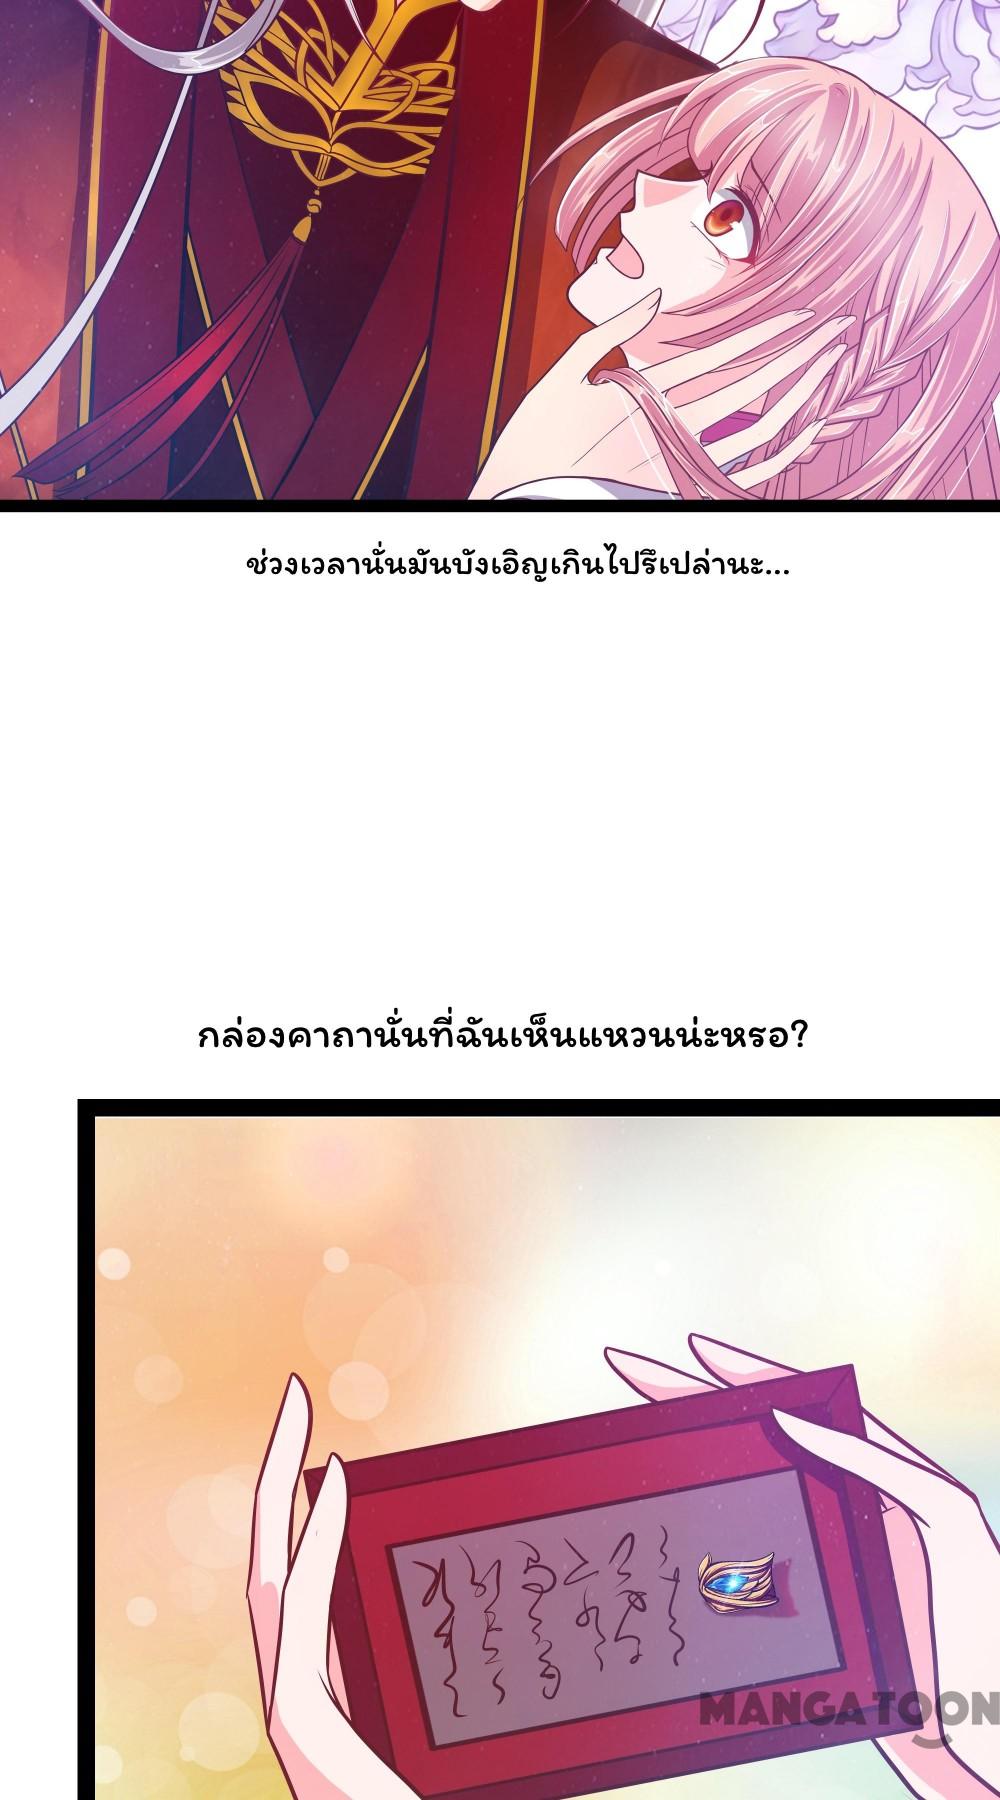 ช่วงเวลานั่นมันบังเอิญเกินไปรึเปล่านะ...
กล่องคาถานั่นที่ฉันเห็นแหวนน่ะหรอ?
MANGATOON